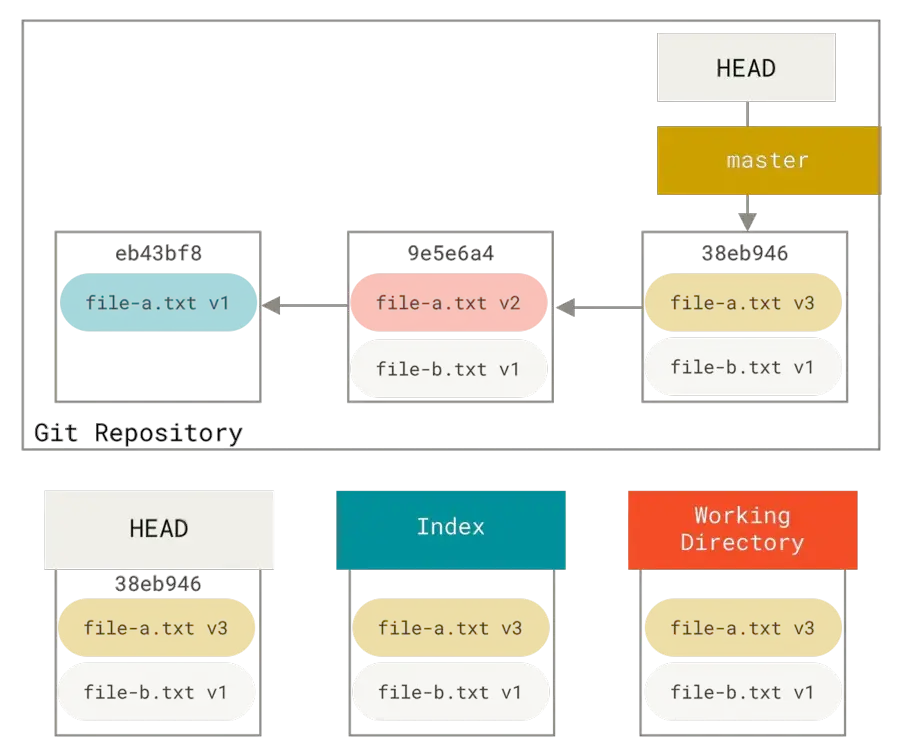 HEAD
master
eb43bf8
9e5e6a4
38eb946
file-a.txt v1
file-a.txt v2
file-a.txt v3
file-b.txt v1
file-b.txt v1
Git Repository
HEAD
Index
Working
Directory
38eb946
file-a.txt v3
file-a.txt v3
file-a.txt v3
file-b.txt v1
file-b.txt v1
file-b.txt v1